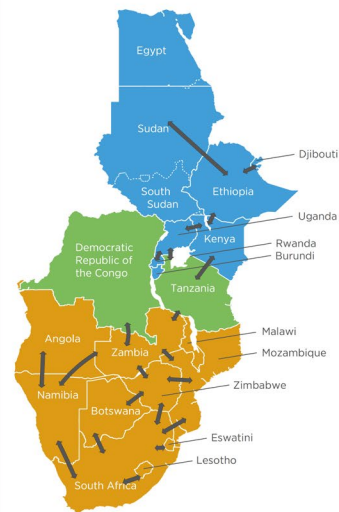 Egypt
Sudan
Djibouti
South
Sudan
Ethiopia
Uganda
Kenya
Rwanda
Burundi
Democratic
Republic of
the Congo
Tanzania
Malawi
Angola
Zambia
Mozambique
Namibia
Zimbabwe
Botswana
Eswatini
Lesotho
South Africa